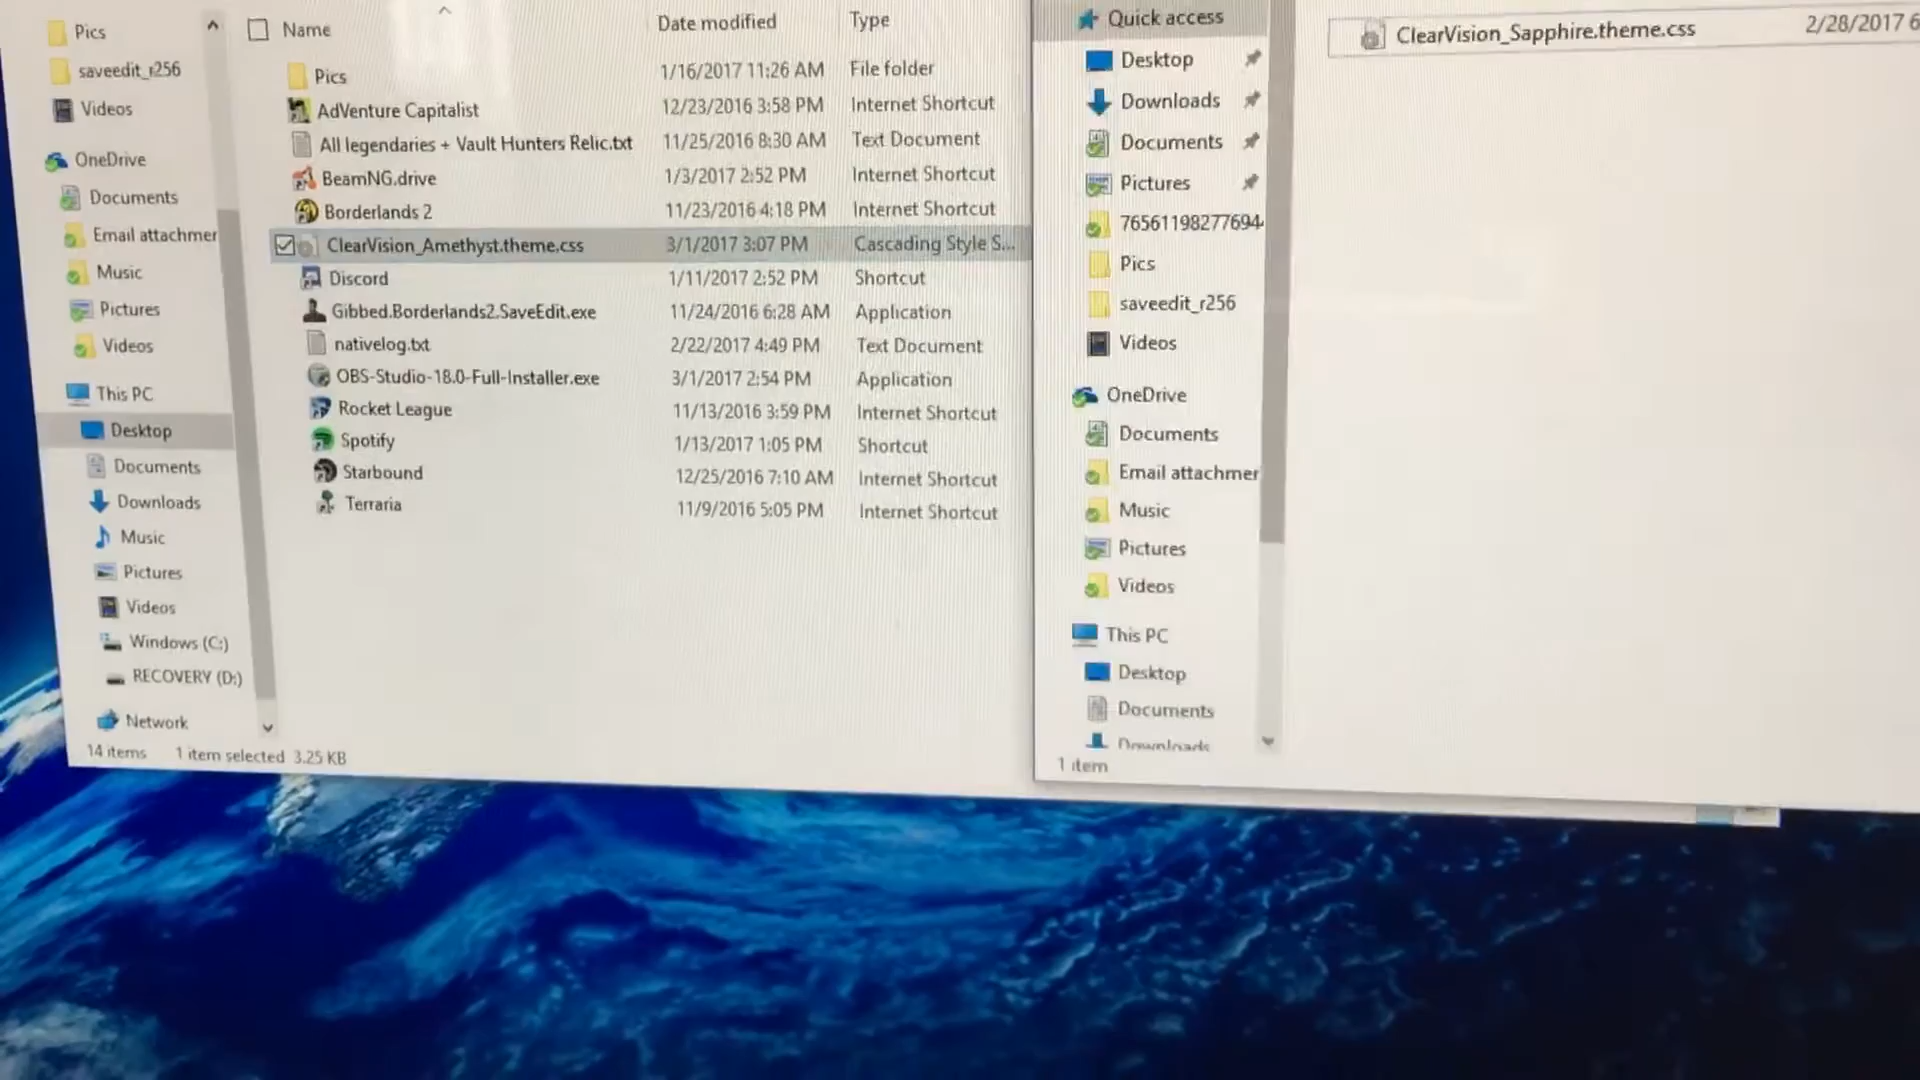 Pics
saveedit_r256
Videos
OneDrive
Documents
Email attachmer
Music
Pictures
Videos
This PC
Desktop
Documents
Downloads
Music
Pictures
Videos
Windows (C:)
RECOVERY (D:)
Network
14 items 1 item selected 3.25 KB
Name Date modified Type
Pics 1/16/2017 11:26 AM File folder
AdVenture Capitalist 12/23/2016 3:58 PM Internet Shortcut
All legendaries + Vault Hunters Relic.txt 11/25/2016 8:30 AM Text Document
BeamNG.drive 1/3/2017 2:52 PM Internet Shortcut
Borderlands 2 11/23/2016 4:18 PM Internet Shortcut
ClearVision_Amethyst.theme.css 3/1/2017 3:07 PM Cascading Style S...
Discord 1/11/2017 2:52 PM Shortcut
Gibbed.Borderlands2.SaveEdit.exe 11/24/2016 6:28 AM Application
nativelog.txt 2/22/2017 4:49 PM Text Document
OBS-Studio-18.0-Full-Installer.exe 3/1/2017 2:54 PM Application
Rocket League 11/13/2016 3:59 PM Internet Shortcut
Spotify 1/13/2017 1:05 PM Shortcut
Starbound 12/25/2016 7:10 AM Internet Shortcut
Terraria 11/9/2016 5:05 PM Internet Shortcut
Quick access
Desktop
Downloads
Documents
Pictures
76561198277694
Pics
saveedit_r256
Videos
OneDrive
Documents
Email attachmer
Music
Pictures
Videos
This PC
Desktop
Documents
Downloads
1 item
ClearVision_Sapphire.theme.css 2/28/2017 6